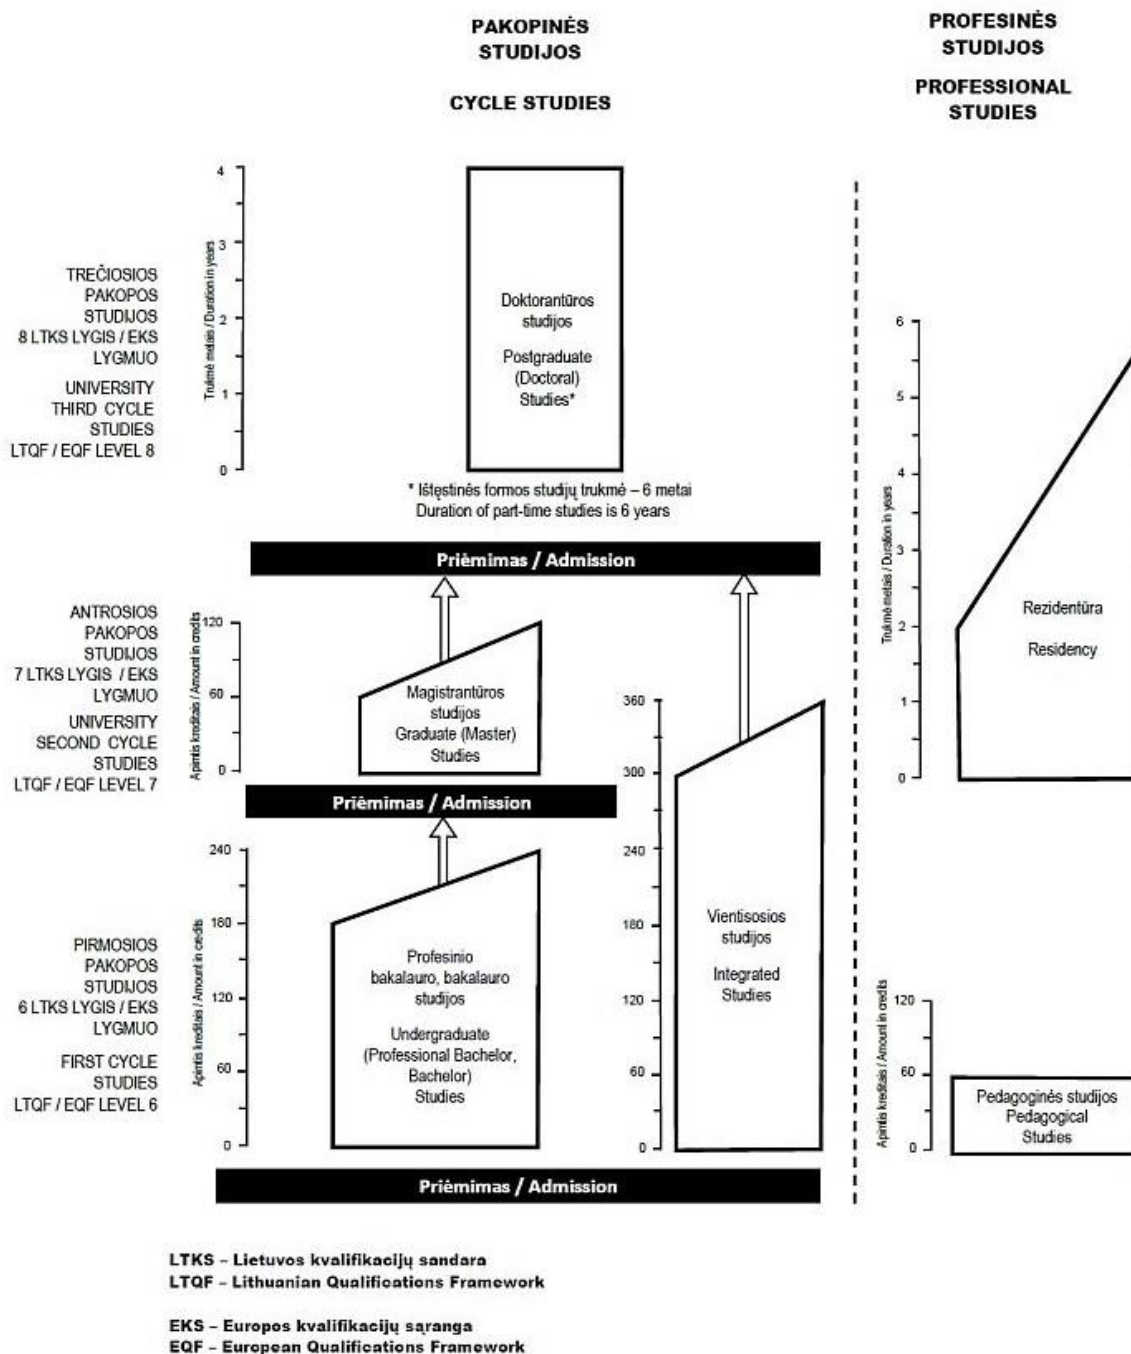 PAKOPINĖS
STUDIJOS
CYCLE STUDIES
PROFESINĖS
STUDIJOS
PROFESSIONAL
STUDIES
TREČIOSIOS
PAKOPOS
STUDIJOS
8 LTKS LYGIS / EKS
LYGMUO
UNIVERSITY
THIRD CYCLE
STUDIES
LTQF / EQF LEVEL 8
Trukmė metais / Duration in years
4
3
2
1
0
Doktorantūros
studijos
Postgraduate
(Doctoral)
Studies*
* Ištęstinės formos studijų trukmė – 6 metai
Duration of part-time studies is 6 years
Priėmimas / Admission
ANTROSIOS
PAKOPOS
STUDIJOS
7 LTKS LYGIS / EKS
LYGMUO
UNIVERSITY
SECOND CYCLE
STUDIES
LTQF / EQF LEVEL 7
Apimtis kreditais / Amount in credits
120
60
0
Magistrantūros
studijos
Graduate (Master)
Studies
Priėmimas / Admission
PIRMOSIOS
PAKOPOS
STUDIJOS
6 LTKS LYGIS / EKS
LYGMUO
FIRST CYCLE
STUDIES
LTQF / EQF LEVEL 6
Apimtis kreditais / Amount in credits
240
180
120
60
0
Profesinio
bakalauro, bakalauro
studijos
Undergraduate
(Professional Bachelor,
Bachelor)
Studies
360
300
240
180
120
60
0
Vientisosios
studijos
Integrated
Studies
Priėmimas / Admission
Trukmė metais / Duration in years
6
5
4
3
2
1
0
Rezidentūra
Residency
Apimtis kreditais / Amount in credits
120
60
0
Pedagoginės studijos
Pedagogical
Studies
LTKS – Lietuvos kvalifikacijų sandara
LTQF – Lithuanian Qualifications Framework
EKS – Europos kvalifikacijų sąranga
EQF – European Qualifications Framework